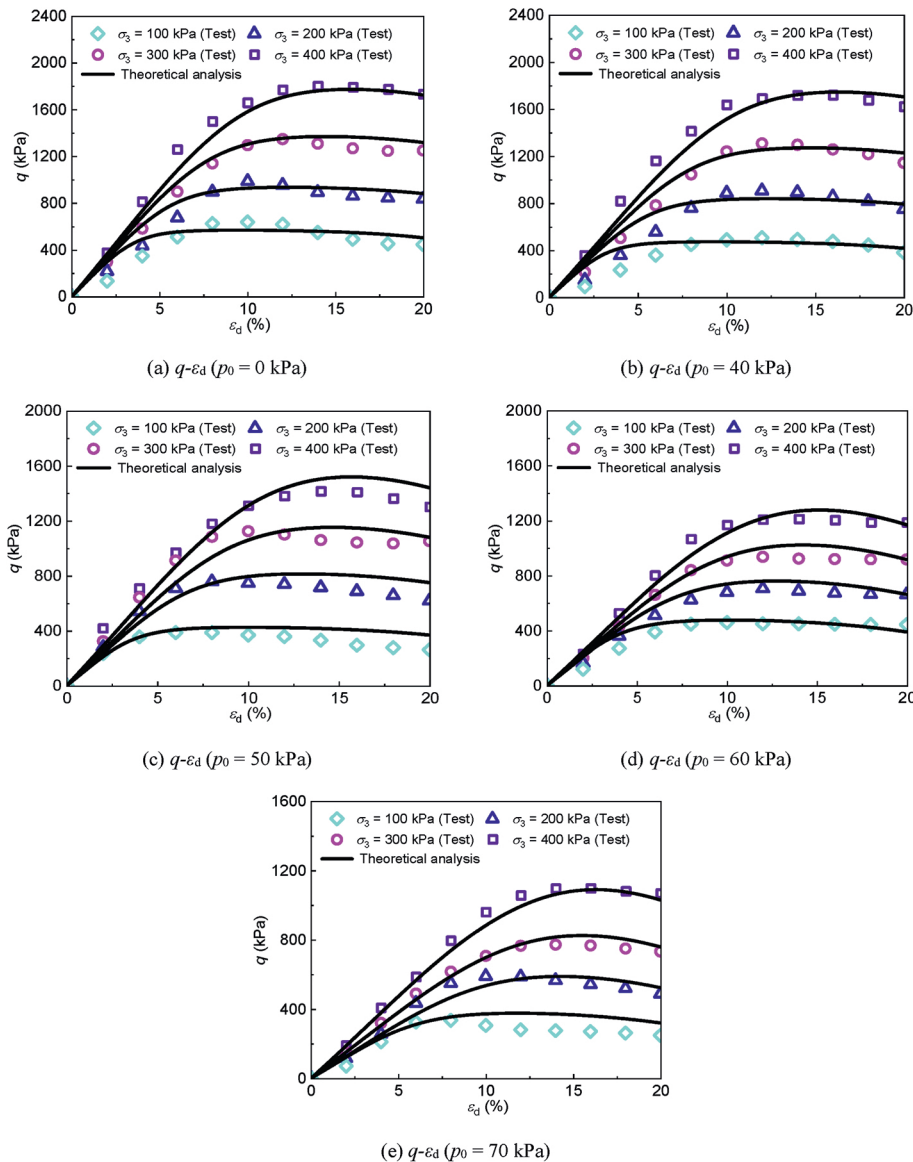 2400
2000
1600
1200
800
400
0
q (kPa)
σ3 = 100 kPa (Test)
σ3 = 200 kPa (Test)
σ3 = 300 kPa (Test)
σ3 = 400 kPa (Test)
Theoretical analysis
0 5 10 15 20
εd (%)
(a) q-εd (p0 = 0 kPa)
2400
2000
1600
1200
800
400
0
q (kPa)
σ3 = 100 kPa (Test)
σ3 = 200 kPa (Test)
σ3 = 300 kPa (Test)
σ3 = 400 kPa (Test)
Theoretical analysis
0 5 10 15 20
εd (%)
(b) q-εd (p0 = 40 kPa)
2000
1600
1200
800
400
0
q (kPa)
σ3 = 100 kPa (Test)
σ3 = 200 kPa (Test)
σ3 = 300 kPa (Test)
σ3 = 400 kPa (Test)
Theoretical analysis
0 5 10 15 20
εd (%)
(c) q-εd (p0 = 50 kPa)
2000
1600
1200
800
400
0
q (kPa)
σ3 = 100 kPa (Test)
σ3 = 200 kPa (Test)
σ3 = 300 kPa (Test)
σ3 = 400 kPa (Test)
Theoretical analysis
0 5 10 15 20
εd (%)
(d) q-εd (p0 = 60 kPa)
1600
1200
800
400
0
q (kPa)
σ3 = 100 kPa (Test)
σ3 = 200 kPa (Test)
σ3 = 300 kPa (Test)
σ3 = 400 kPa (Test)
Theoretical analysis
0 5 10 15 20
εd (%)
(e) q-εd (p0 = 70 kPa)